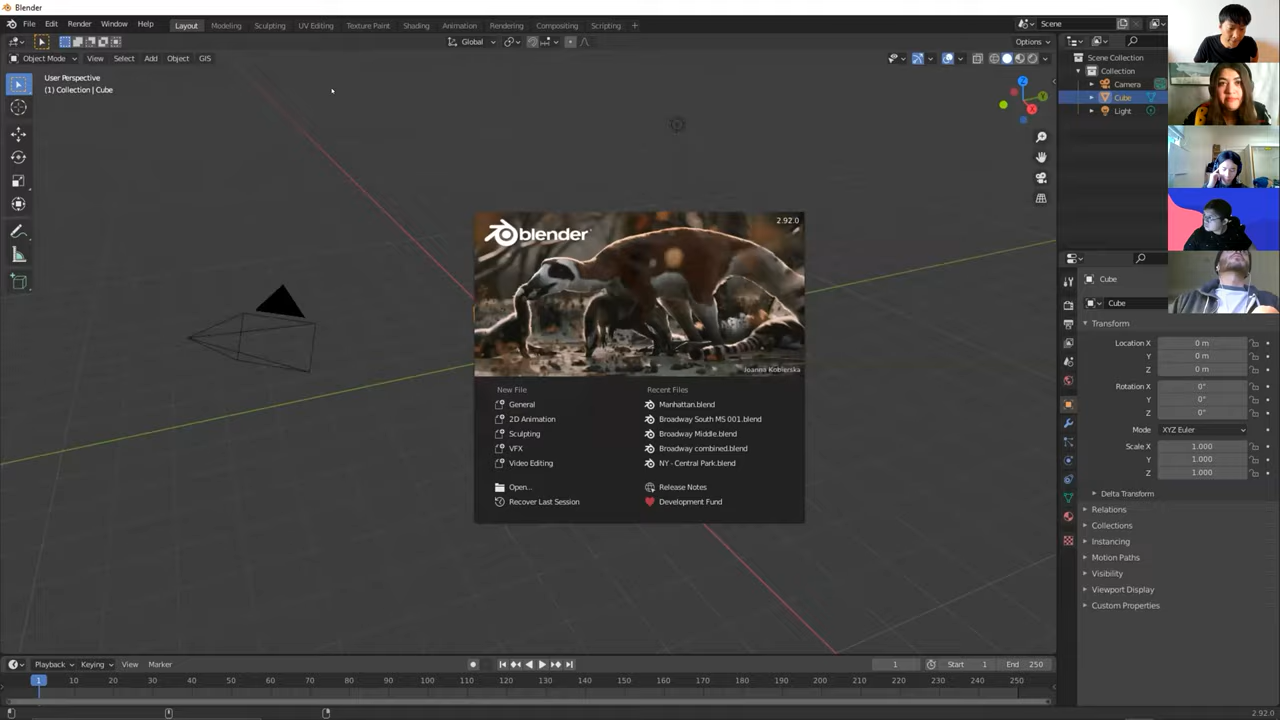 Blender
File Edit Render Window Help
Layout Modeling Sculpting UV Editing Texture Paint Shading Animation Rendering Compositing Scripting +
Scene
Global
Options
Object Mode View Select Add Object GIS
User Perspective
(1) Collection | Cube
Z
Y
X
Scene Collection
Collection
Camera
Cube
Light
blender
2.92.0
Joanna Kobierska
New File
General
2D Animation
Sculpting
VFX
Video Editing
Open...
Recover Last Session
Recent Files
Manhattan.blend
Broadway South MS 001.blend
Broadway Middle.blend
Broadway combined.blend
NY - Central Park.blend
Release Notes
Development Fund
Cube
Cube
Transform
Location X 0 m
Y 0 m
Z 0 m
Rotation X 0°
Y 0°
Z 0°
Mode XYZ Euler
Scale X 1.000
Y 1.000
Z 1.000
Delta Transform
Relations
Collections
Instancing
Motion Paths
Visibility
Viewport Display
Custom Properties
Playback Keying View Marker
1 Start 1 End 250
1 10 20 30 40 50 60 70 80 90 100 110 120 130 140 150 160 170 180 190 200 210 220 230 240 250
2.92.0